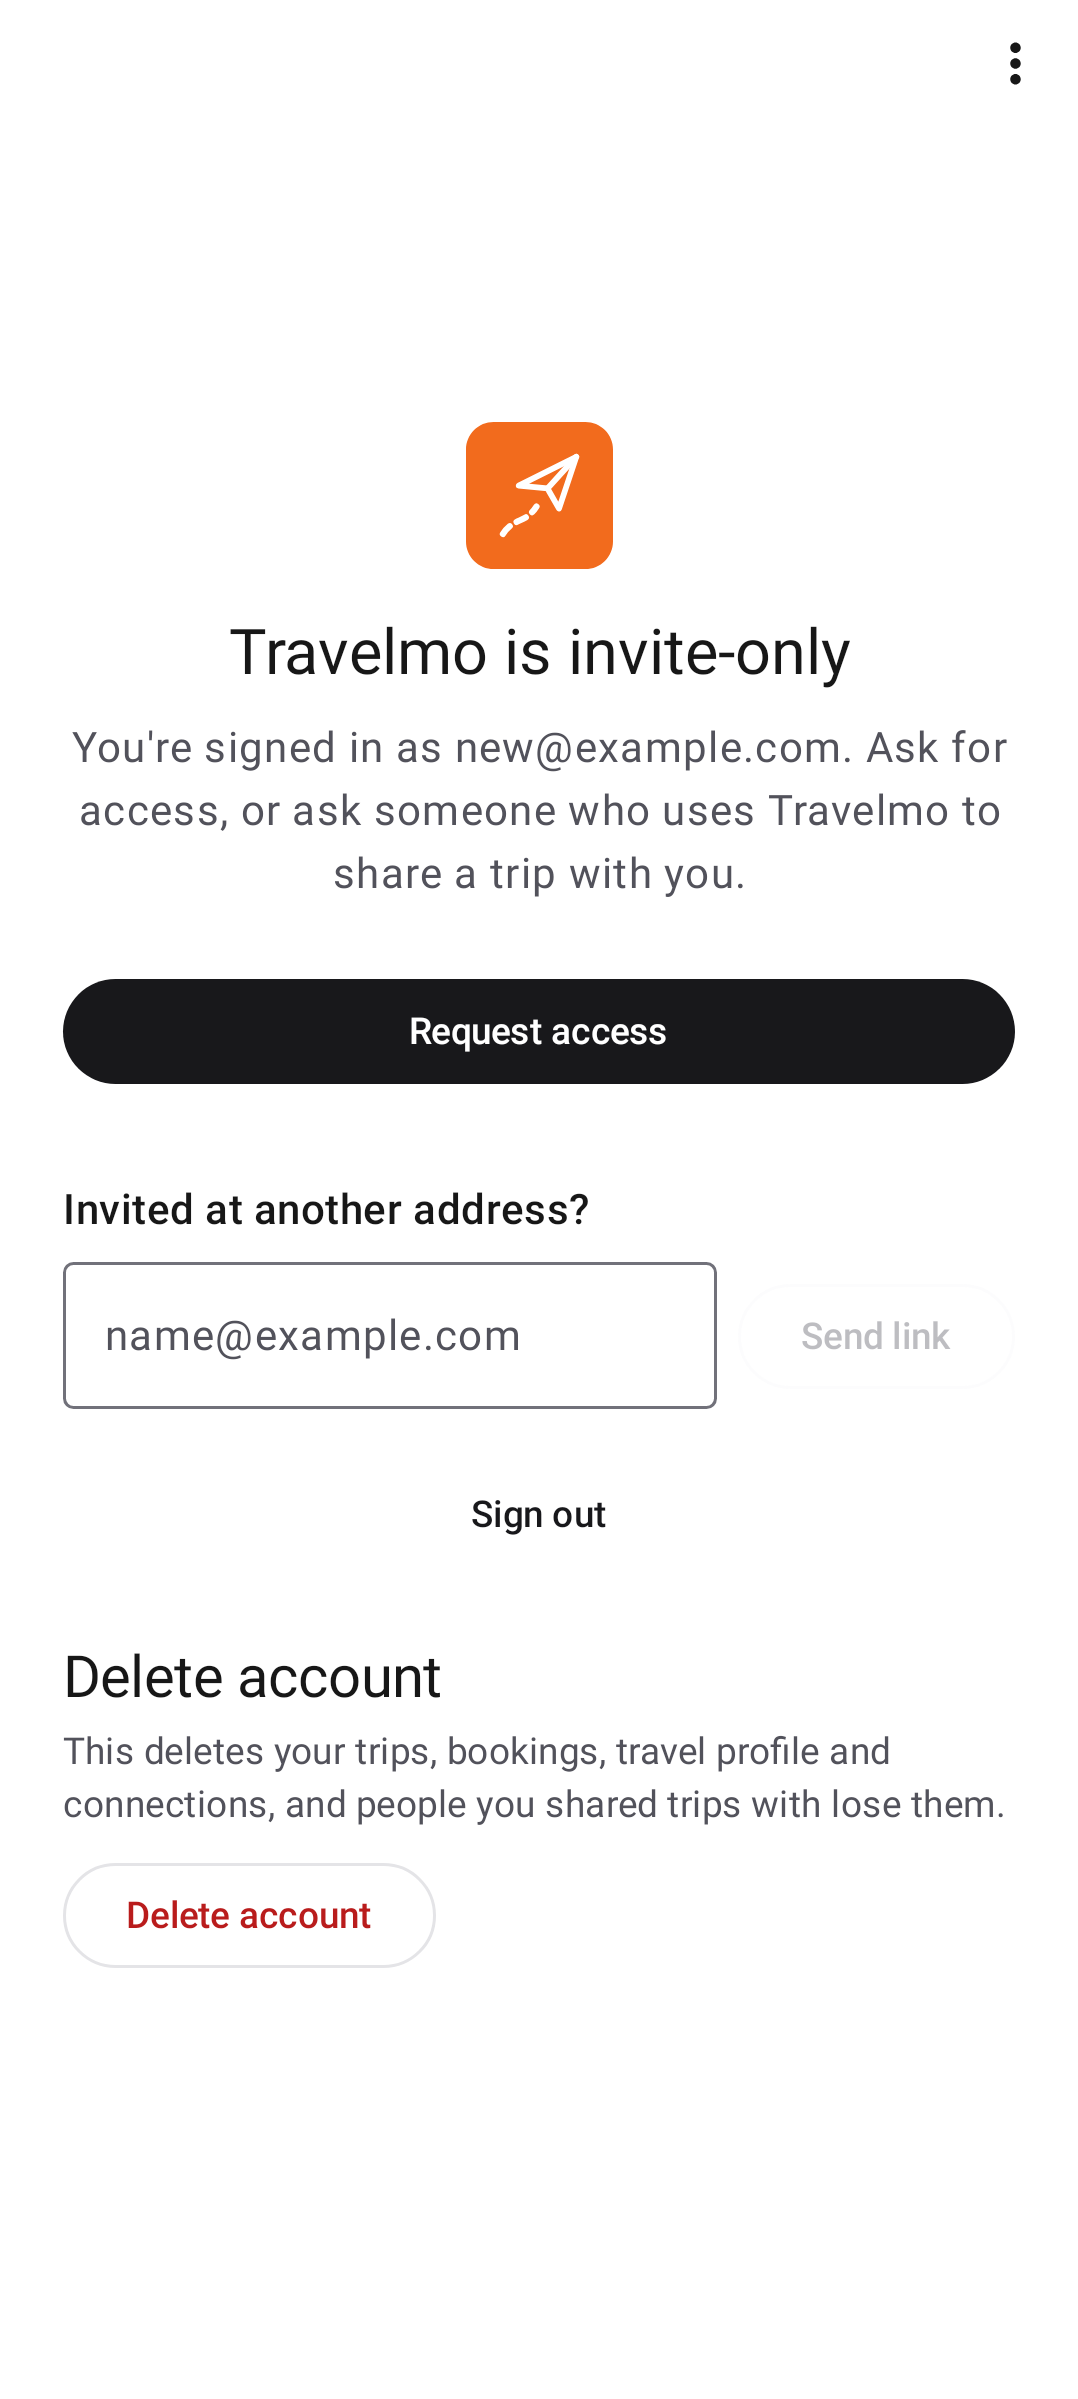 Travelmo is invite-only
You're signed in as new@example.com. Ask for
access, or ask someone who uses Travelmo to
share a trip with you.
Request access
Invited at another address?
name@example.com
Send link
Sign out
Delete account
This deletes your trips, bookings, travel profile and
connections, and people you shared trips with lose them.
Delete account